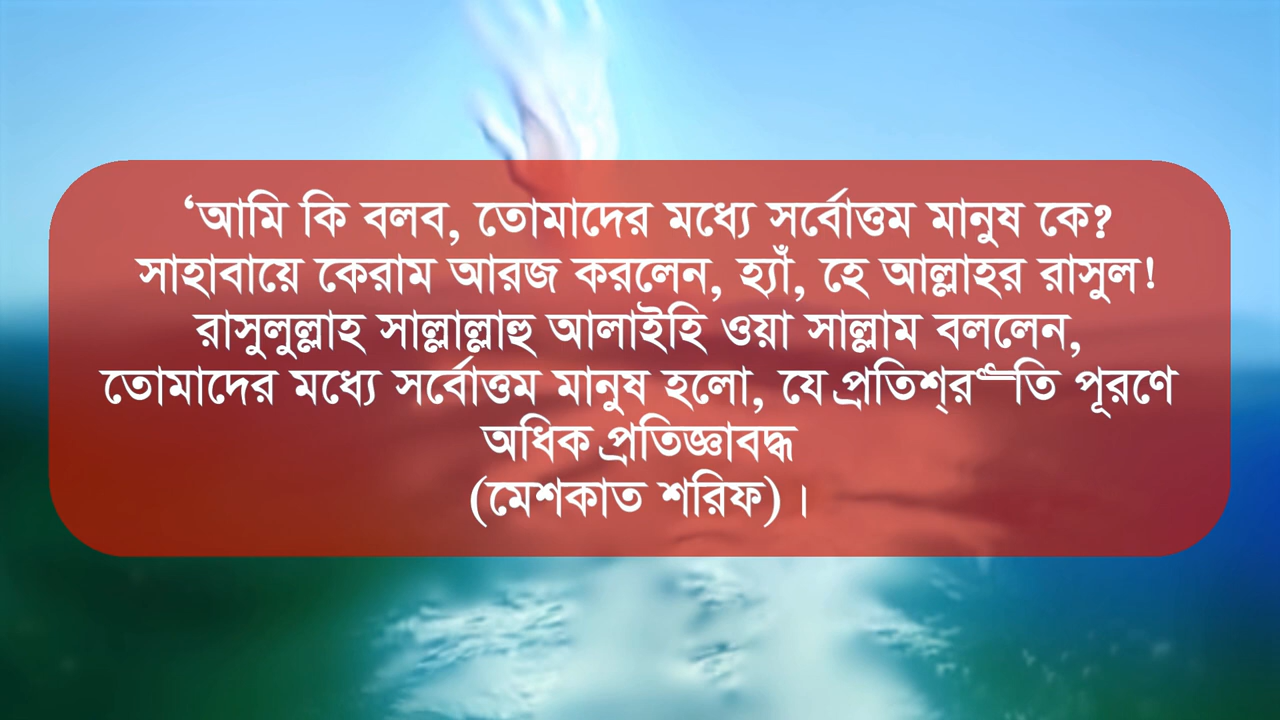 ‘আমি কি বলব, তোমাদের মধ্যে সর্বোত্তম মানুষ কে?
সাহাবায়ে কেরাম আরজ করলেন, হ্যাঁ, হে আল্লাহর রাসুল!
রাসুলুল্লাহ সাল্লাল্লাহু আলাইহি ওয়া সাল্লাম বললেন,
তোমাদের মধ্যে সর্বোত্তম মানুষ হলো, যে পূরণে
অধিক প্রতিজ্ঞাবদ্ধ
(মেশকাত শরিফ) ।